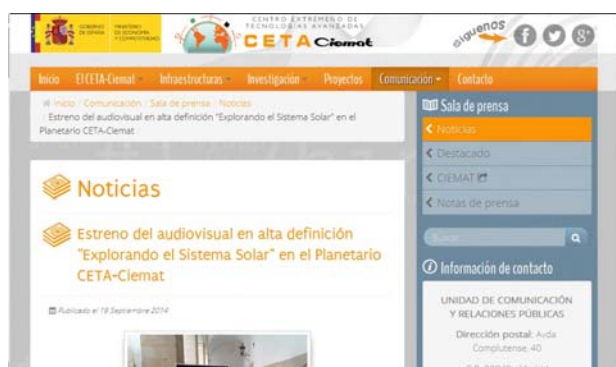 GOBIERNO
DE ESPAÑA
MINISTERIO
DE ECONOMÍA
Y COMPETITIVIDAD
CENTRO EXTREMEÑO DE
TECNOLOGÍAS AVANZADAS
CETA Ciemat
síguenos
Inicio El CETA-Ciemat Infraestructuras Investigación Proyectos Comunicación Contacto
Inicio / Comunicación / Sala de prensa / Noticias
/ Estreno del audiovisual en alta definición "Explorando el Sistema Solar" en el
Planetario CETA-Ciemat
Noticias
Estreno del audiovisual en alta definición
"Explorando el Sistema Solar" en el Planetario
CETA-Ciemat
Publicado el 18 Septiembre 2014
Sala de prensa
Noticias
Destacado
CIEMAT
Notas de prensa
Buscar...
Información de contacto
UNIDAD DE COMUNICACIÓN
Y RELACIONES PÚBLICAS
Dirección postal: Avda.
Complutense, 40